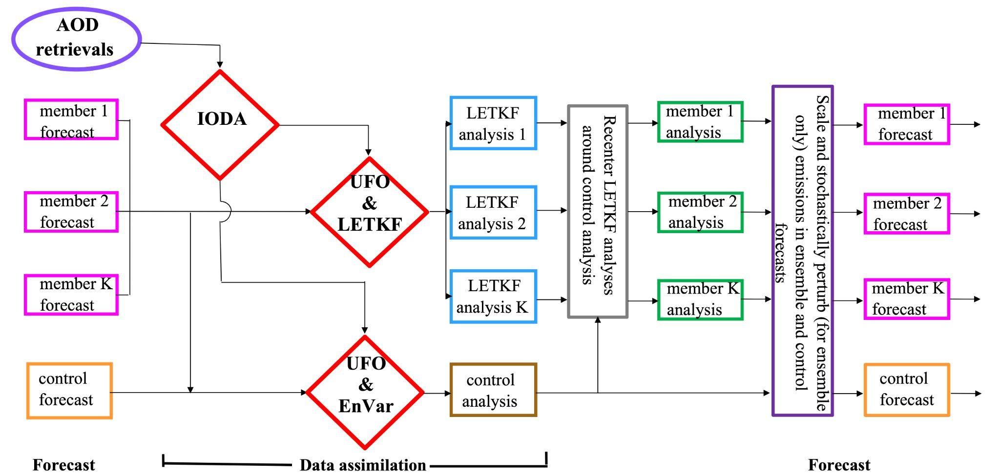 AOD
retrievals
IODA
member 1
forecast
member 2
forecast
member K
forecast
control
forecast
UFO
&
LETKF
UFO
&
EnVar
LETKF
analysis 1
LETKF
analysis 2
LETKF
analysis K
control
analysis
Recenter LETKF analyses
around control analysis
member 1
analysis
member 2
analysis
member K
analysis
Scale and stochastically perturb (for ensemble
only) emissions in ensemble and control
forecasts
member 1
forecast
member 2
forecast
member K
forecast
control
forecast
Forecast
Data assimilation
Forecast